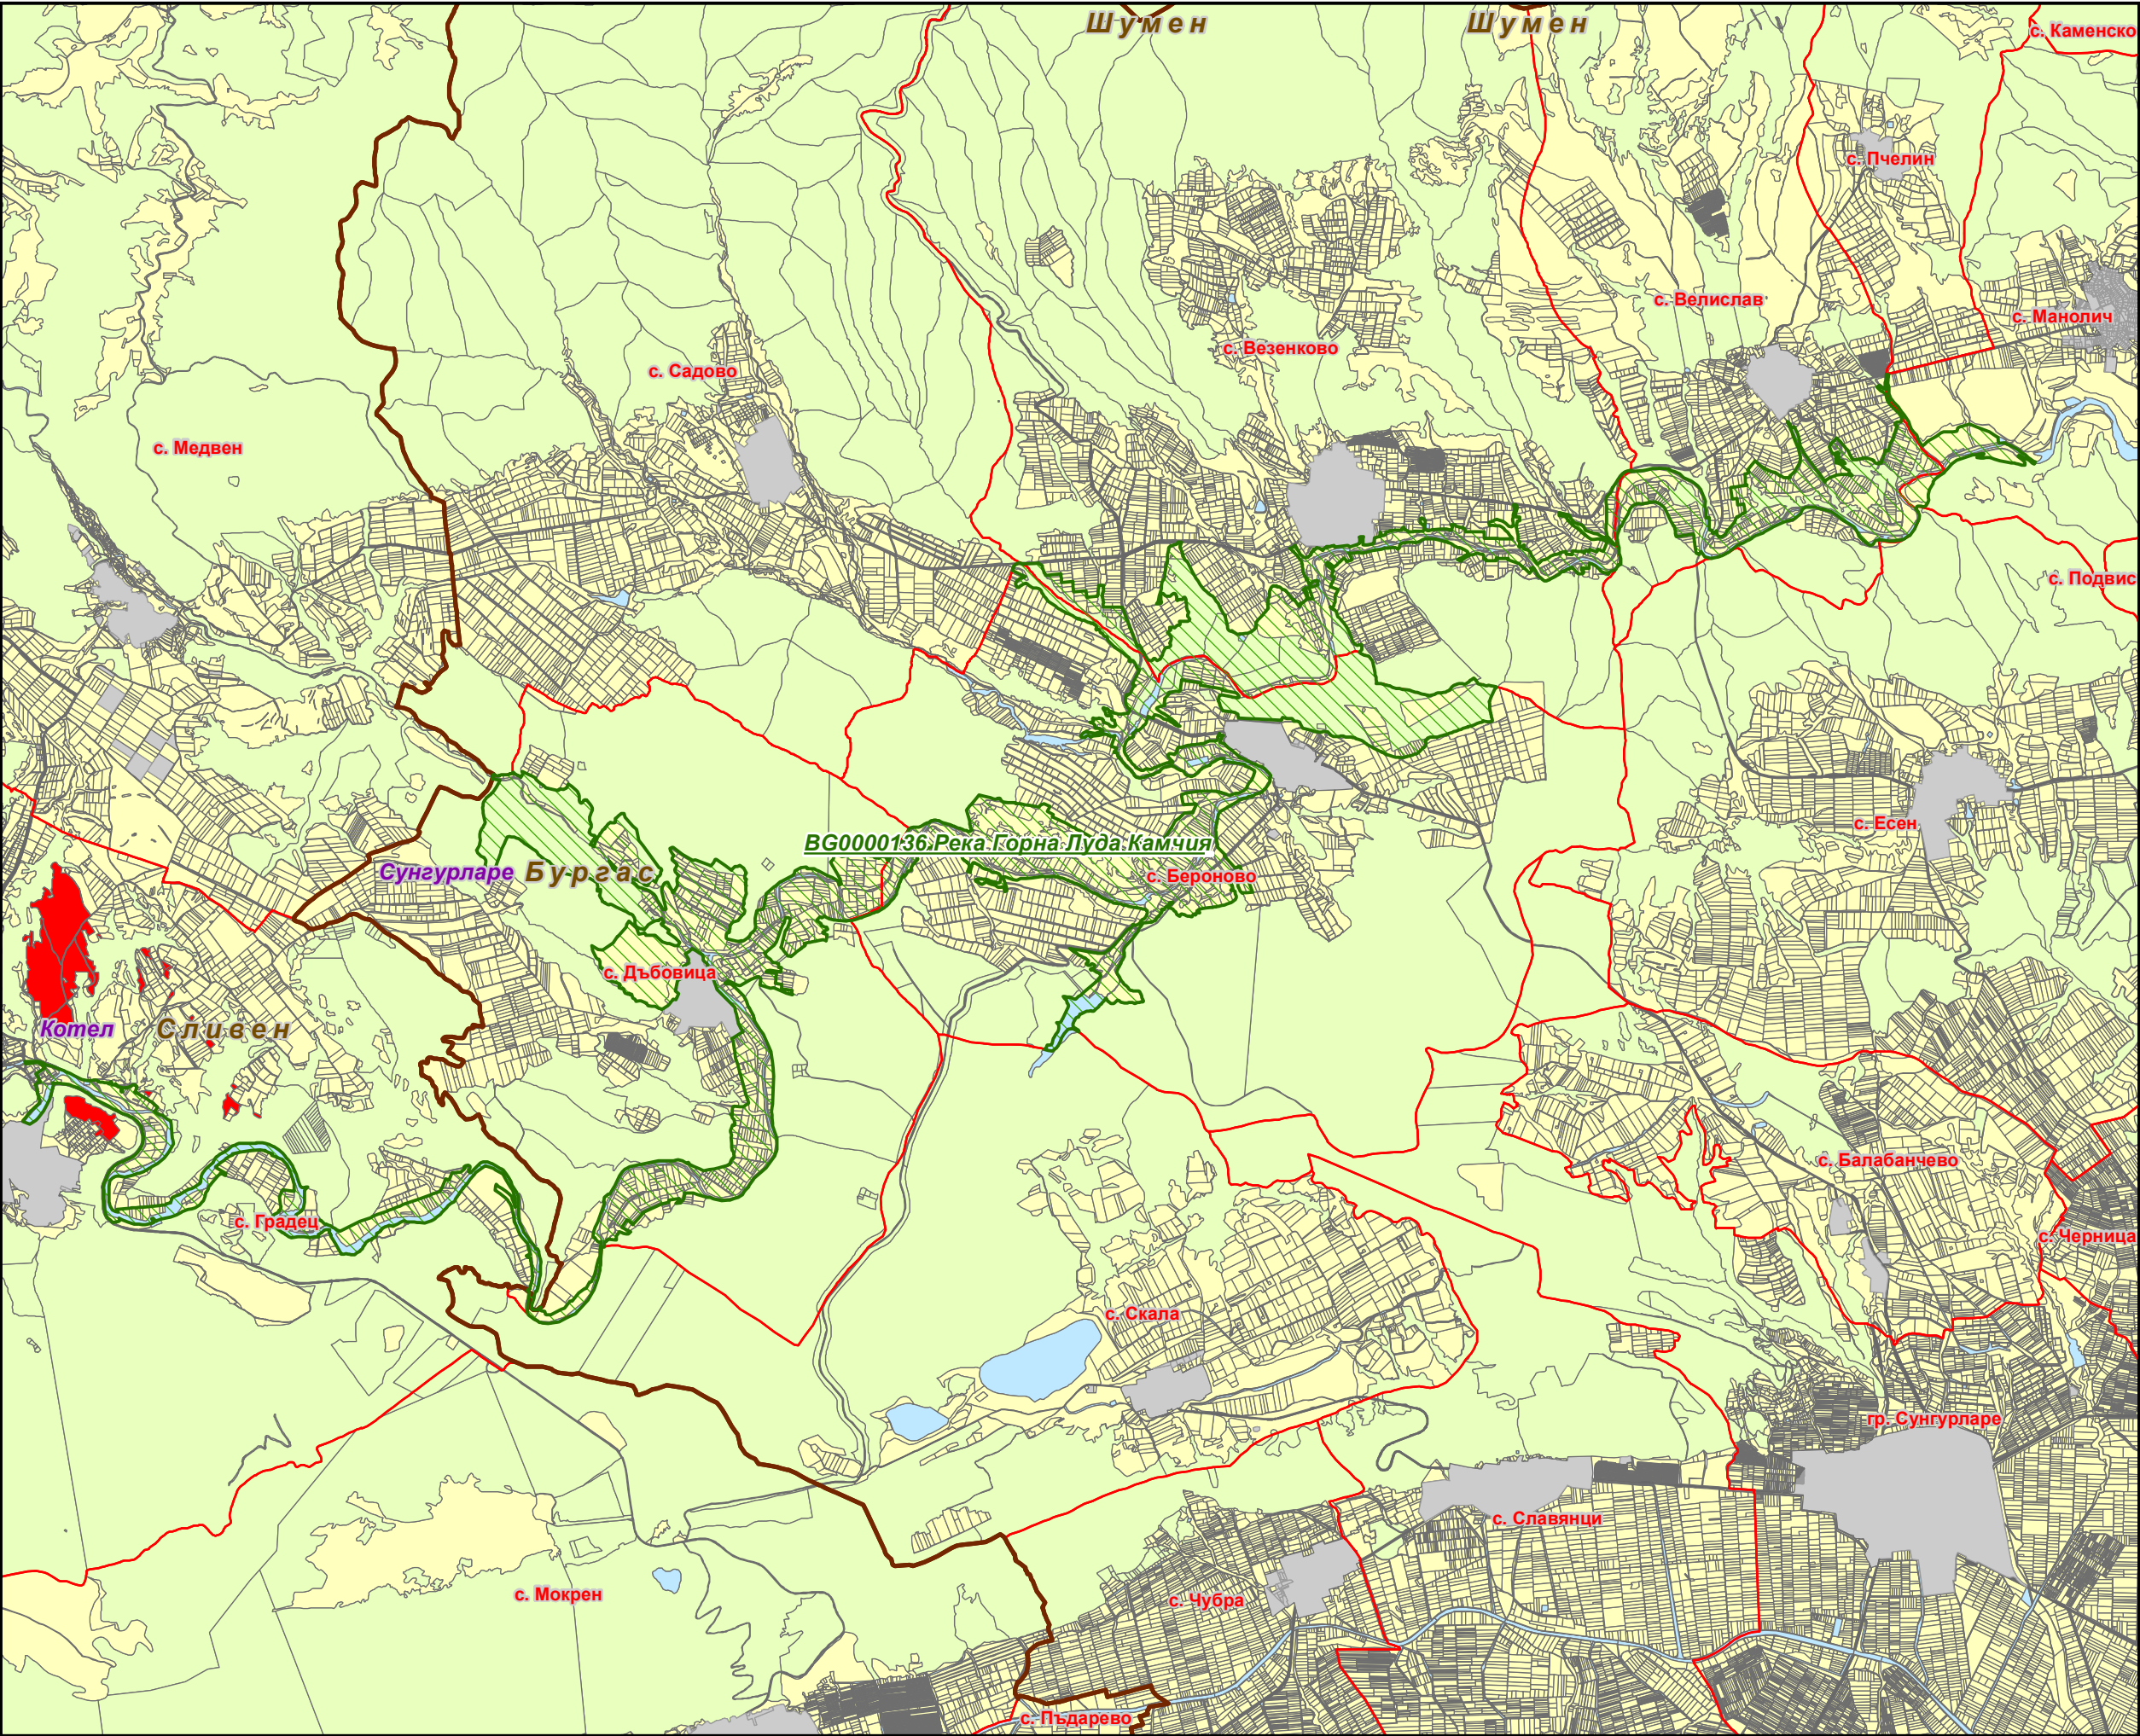 Шумен
Шумен
с. Каменско
с. Пчелин
с. Велислав
с. Манолич
с. Везенково
с. Садово
с. Медвен
с. Подвис
с. Есен
BG0000136.Река.Горна.Луда.Камчия
Сунгурларе
Бургас
с. Бероново
с. Дъбовица
Котел
Сливен
с. Балабанчево
с. Градец
с. Черница
с. Скала
гр. Сунгурларе
с. Славянци
с. Мокрен
с. Чубра
с. Пъдарево